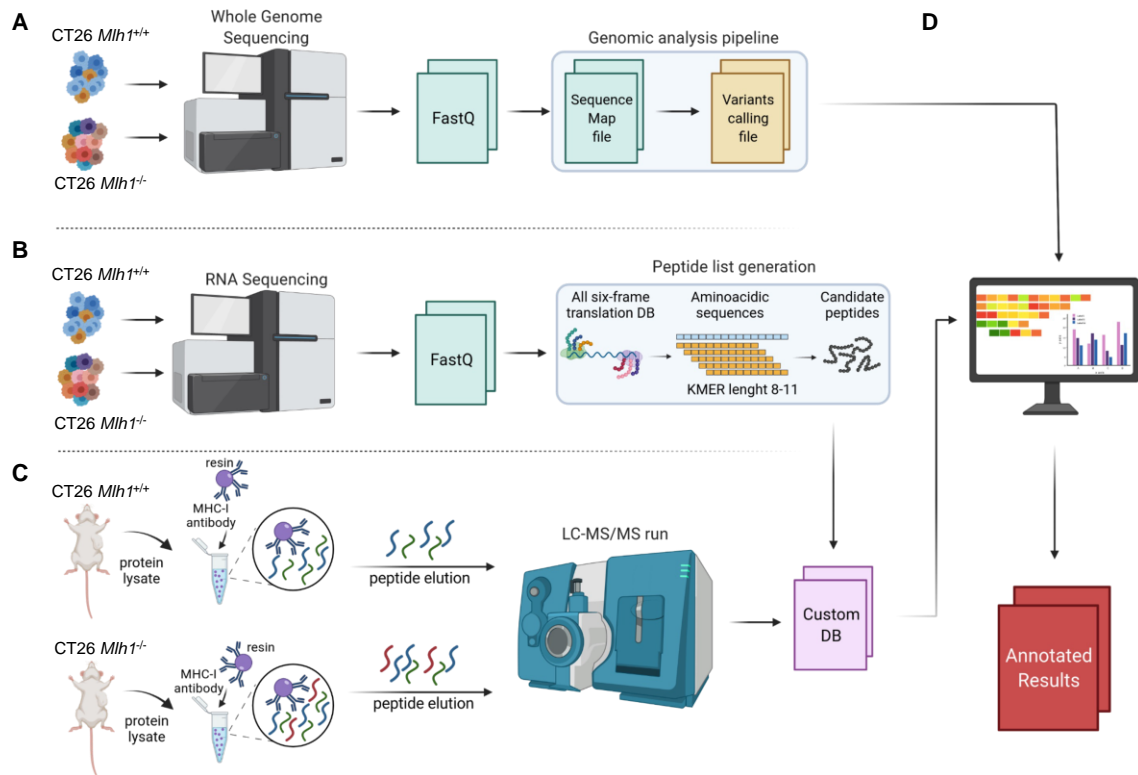 A
CT26 Mlh1+/+
CT26 Mlh1-/-
Whole Genome
Sequencing
FastQ
Genomic analysis pipeline
Sequence
Map
file
Variants
calling
file
D
B
CT26 Mlh1+/+
CT26 Mlh1-/-
RNA Sequencing
FastQ
Peptide list generation
All six-frame
translation DB
Aminoacidic
sequences
Candidate
peptides
KMER lenght 8-11
C
CT26 Mlh1+/+
protein
lysate
resin
MHC-I
antibody
peptide elution
CT26 Mlh1-/-
protein
lysate
resin
MHC-I
antibody
peptide elution
LC-MS/MS run
Custom
DB
Annotated
Results